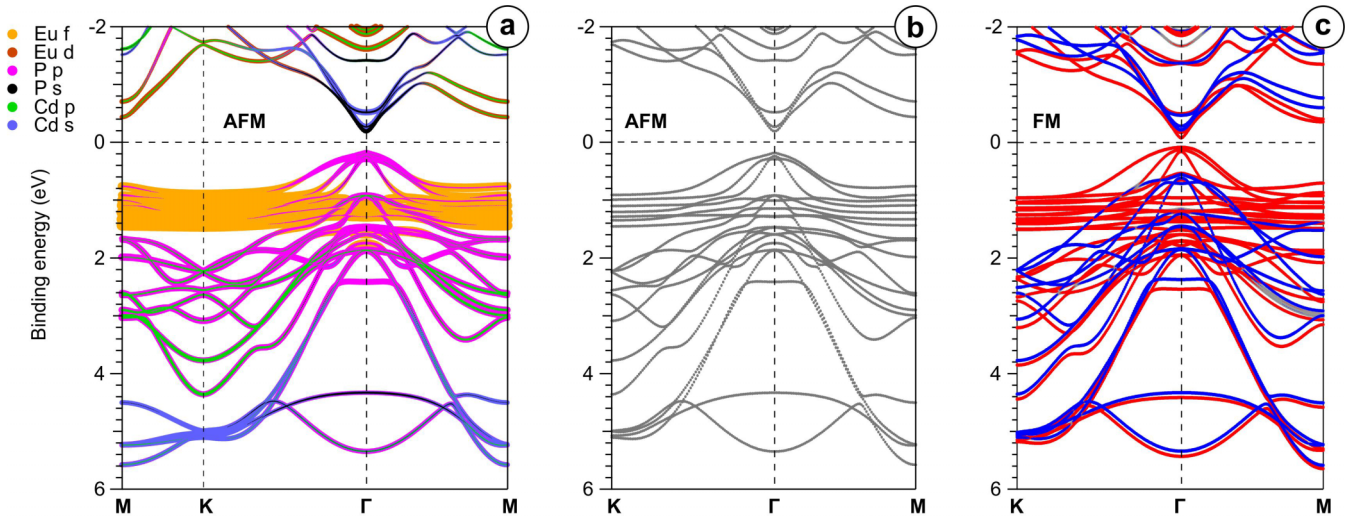 Eu f
Eu d
P p
P s
Cd p
Cd s
Binding energy (eV)
-2
0
2
4
6
a
AFM
M K Γ M
-2
0
2
4
6
b
AFM
K Γ M
-2
0
2
4
6
c
FM
K Γ M